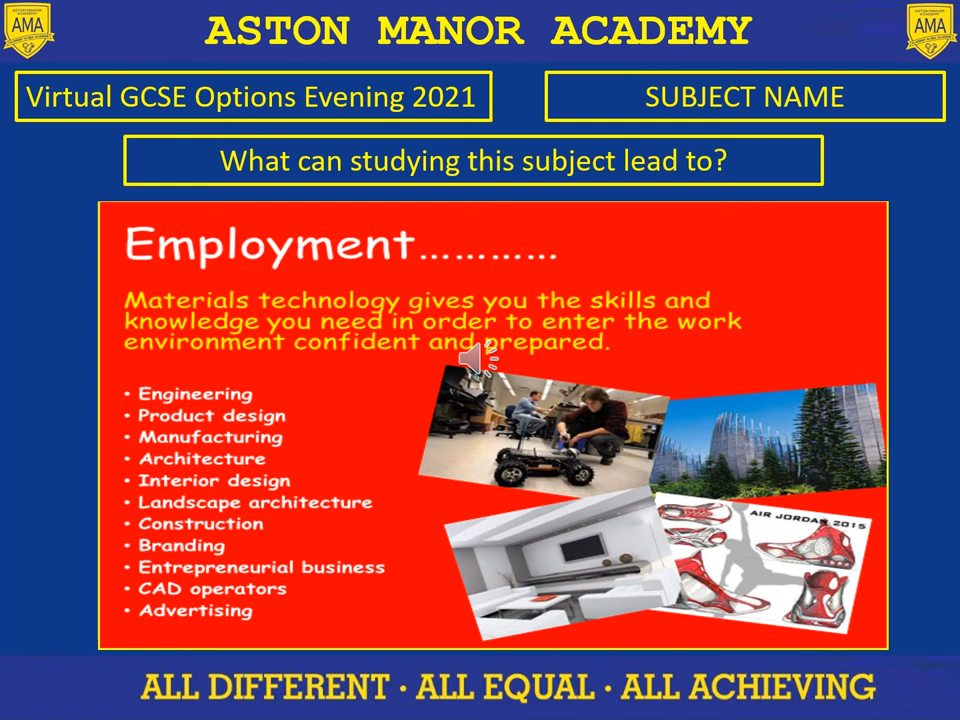 ASTON MANOR ACADEMY
AMA
AMA
Virtual GCSE Options Evening 2021
SUBJECT NAME
What can studying this subject lead to?
Employment............
Materials technology gives you the skills and
knowledge you need in order to enter the work
environment confident and prepared.
• Engineering
• Product design
• Manufacturing
• Architecture
• Interior design
• Landscape architecture
• Construction
• Branding
• Entrepreneurial business
• CAD operators
• Advertising
AIR JORDAN 2015
ALL DIFFERENT · ALL EQUAL · ALL ACHIEVING